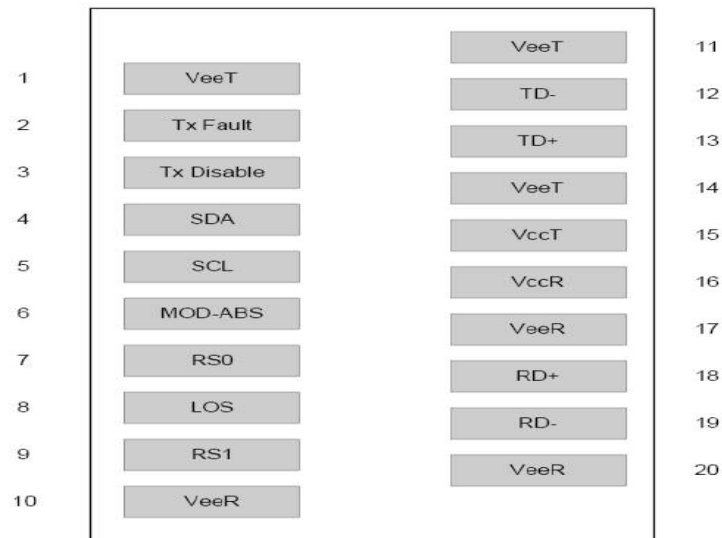 VeeT 11
1 VeeT
TD- 12
2 Tx Fault
TD+ 13
3 Tx Disable
VeeT 14
4 SDA
VccT 15
5 SCL
VccR 16
6 MOD-ABS
VeeR 17
7 RS0
RD+ 18
8 LOS
RD- 19
9 RS1
VeeR 20
10 VeeR